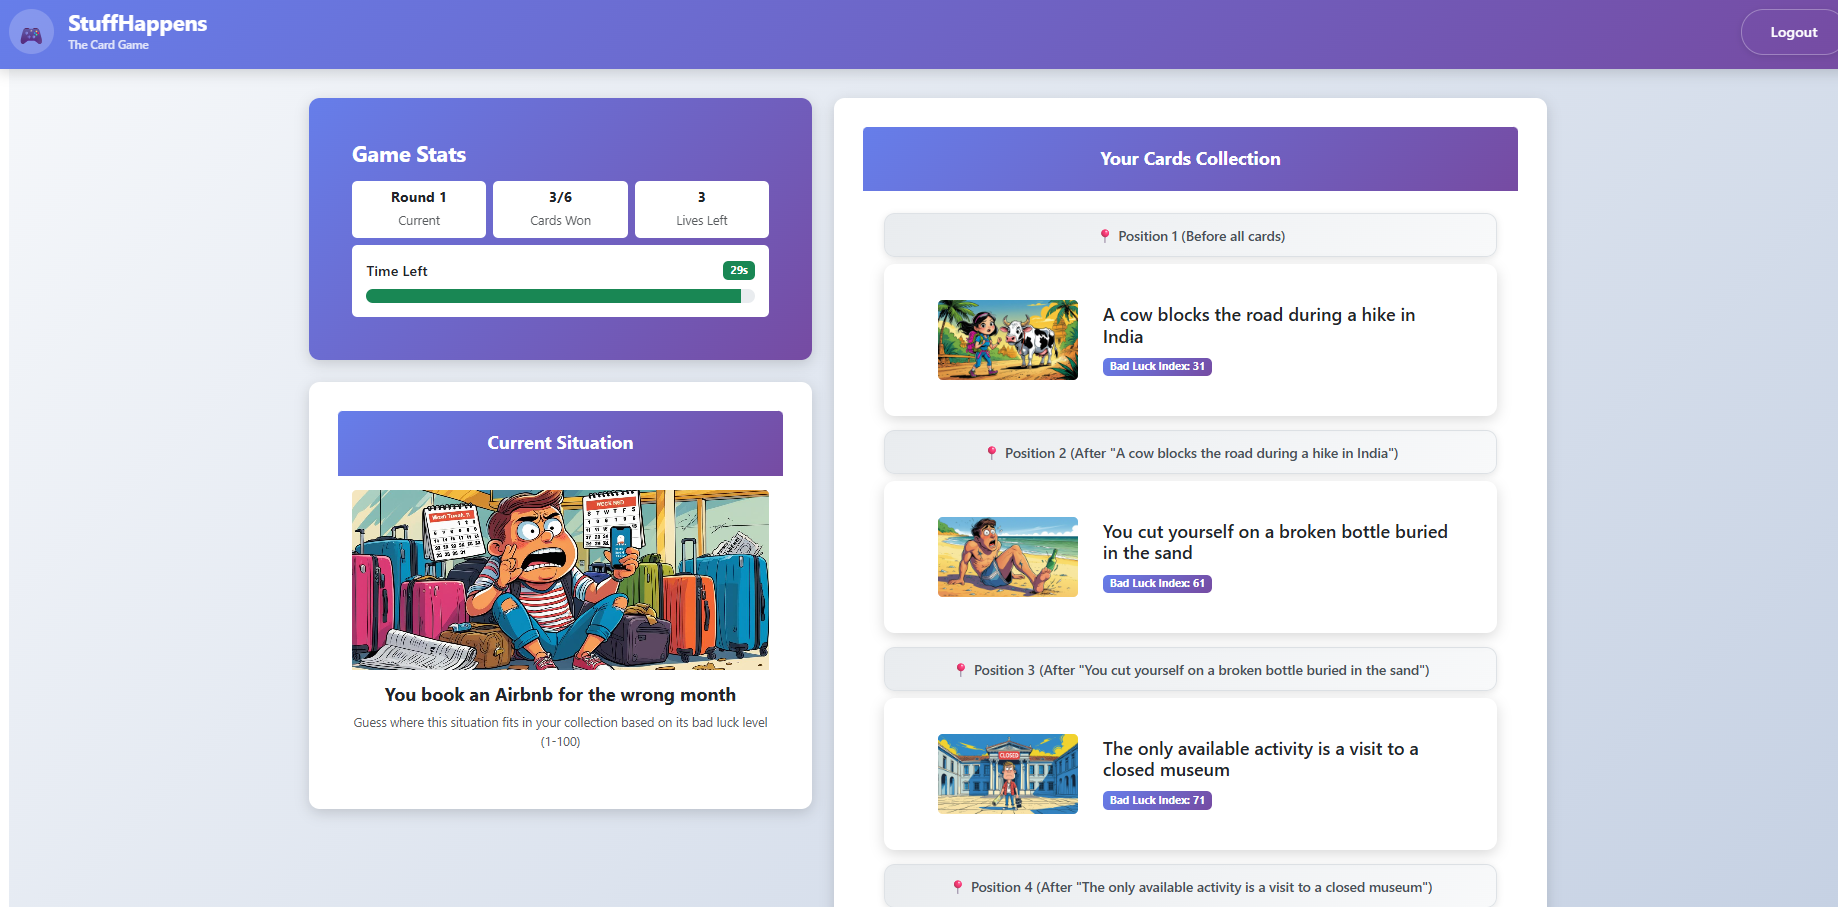 StuffHappens
The Card Game
Logout
Game Stats
Round 1
Current
3/6
Cards Won
3
Lives Left
Time Left
29s
Current Situation
You book an Airbnb for the wrong month
Guess where this situation fits in your collection based on its bad luck level
(1-100)
Your Cards Collection
Position 1 (Before all cards)
A cow blocks the road during a hike in
India
Bad Luck Index: 31
Position 2 (After "A cow blocks the road during a hike in India")
You cut yourself on a broken bottle buried
in the sand
Bad Luck Index: 61
Position 3 (After "You cut yourself on a broken bottle buried in the sand")
CLOSED
The only available activity is a visit to a
closed museum
Bad Luck Index: 71
Position 4 (After "The only available activity is a visit to a closed museum")